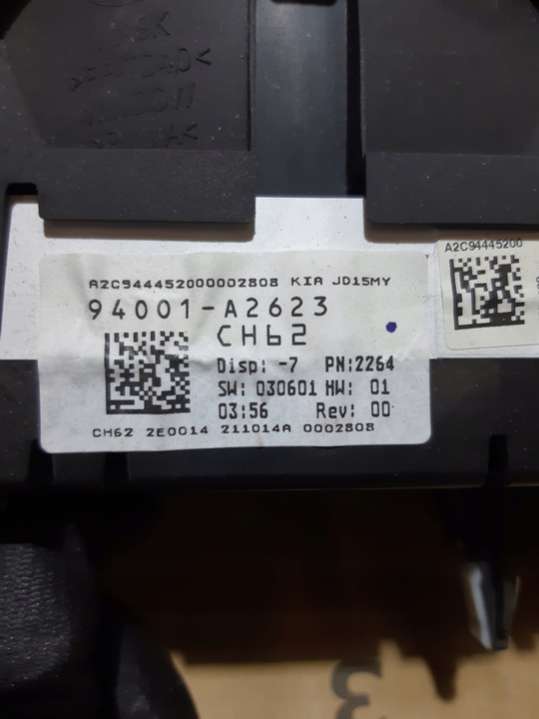 A2C94445200
A2C944452000002808 KIA JD15MY
94001-A2623
CH62
Disp: -7 PN:2264
SW: 030601 HW: 01
03:56 Rev: 00
CH62 2E0014 211014A 0002808